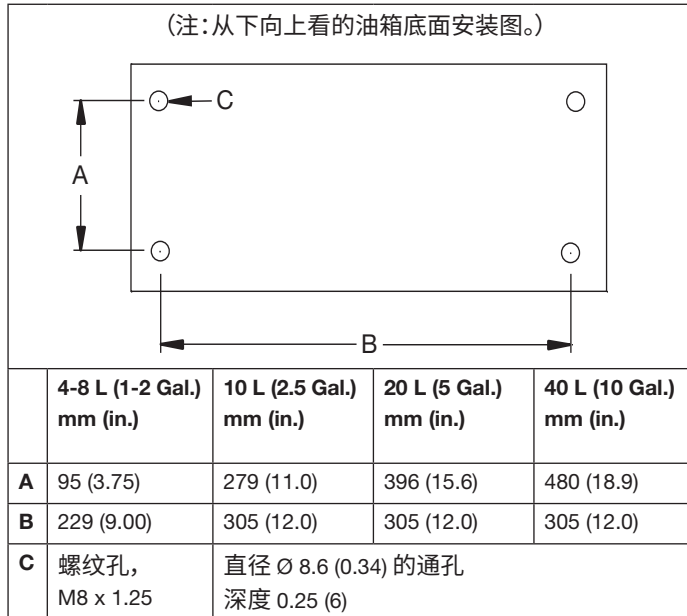 （注：从下向上看的油箱底面安装图。）
C
A
B
4-8 L (1-2 Gal.) mm (in.)
10 L (2.5 Gal.) mm (in.)
20 L (5 Gal.) mm (in.)
40 L (10 Gal.) mm (in.)
A 95 (3.75) 279 (11.0) 396 (15.6) 480 (18.9)
B 229 (9.00) 305 (12.0) 305 (12.0) 305 (12.0)
C 螺纹孔， 直径 Ø 8.6 (0.34) 的通孔
M8 x 1.25 深度 0.25 (6)